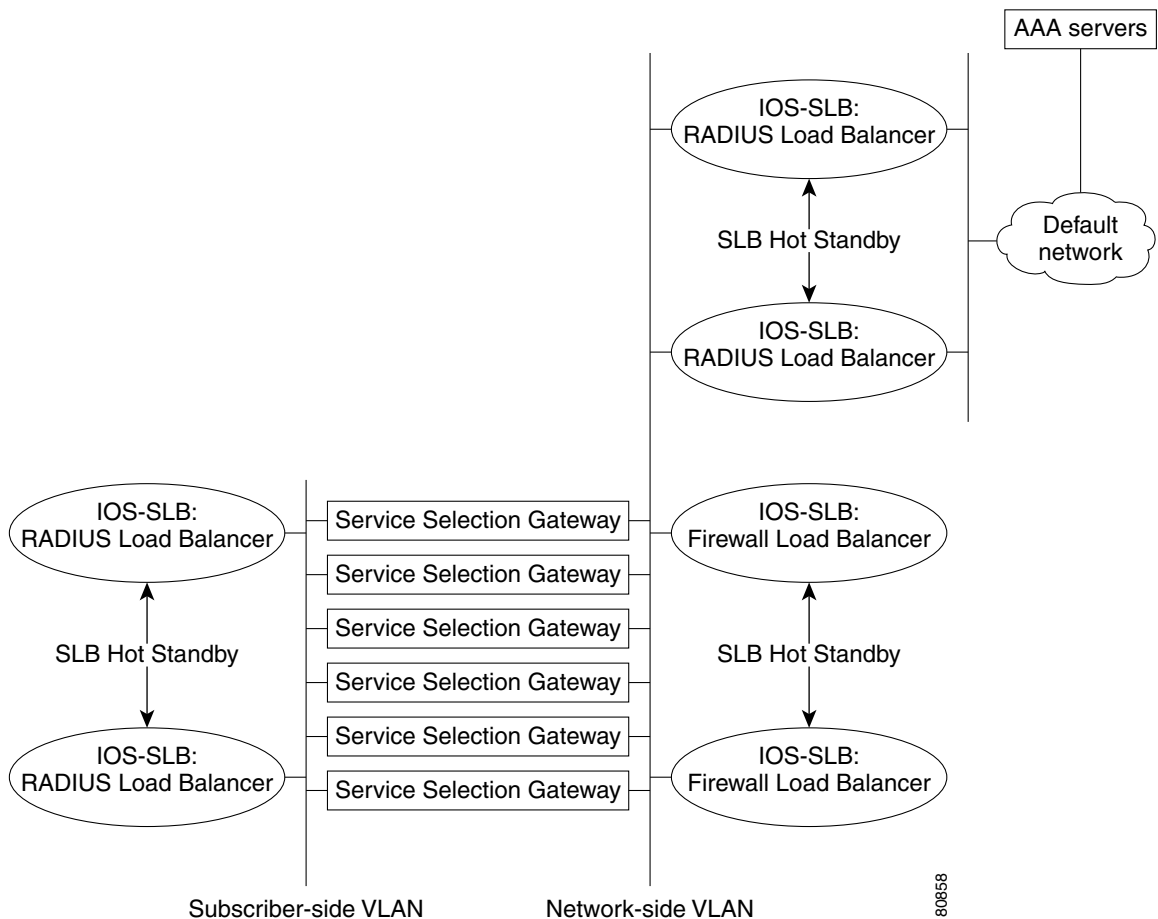 AAA servers
IOS-SLB:
RADIUS Load Balancer
SLB Hot Standby
Default
network
IOS-SLB:
RADIUS Load Balancer
IOS-SLB:
RADIUS Load Balancer
SLB Hot Standby
IOS-SLB:
RADIUS Load Balancer
Service Selection Gateway
Service Selection Gateway
Service Selection Gateway
Service Selection Gateway
Service Selection Gateway
Service Selection Gateway
IOS-SLB:
Firewall Load Balancer
SLB Hot Standby
IOS-SLB:
Firewall Load Balancer
Subscriber-side VLAN
Network-side VLAN
80858